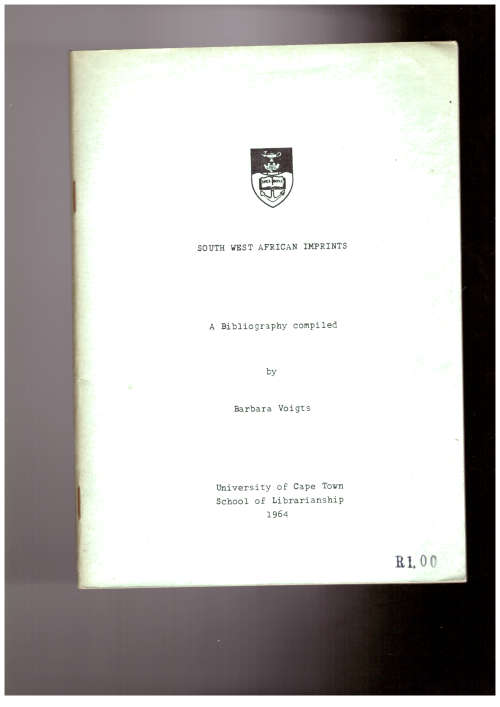 SOUTH WEST AFRICAN IMPRINTS
A Bibliography compiled
by
Barbara Voigts
University of Cape Town
School of Librarianship
1964
R1.00